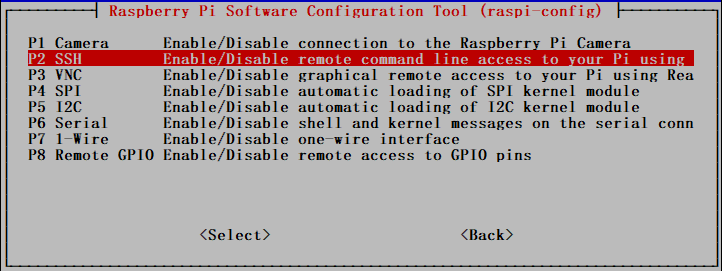 Raspberry Pi Software Configuration Tool (raspi-config)
P1 Camera Enable/Disable connection to the Raspberry Pi Camera
P2 SSH Enable/Disable remote command line access to your Pi using
P3 VNC Enable/Disable graphical remote access to your Pi using Rea
P4 SPI Enable/Disable automatic loading of SPI kernel module
P5 I2C Enable/Disable automatic loading of I2C kernel module
P6 Serial Enable/Disable shell and kernel messages on the serial conn
P7 1-Wire Enable/Disable one-wire interface
P8 Remote GPIO Enable/Disable remote access to GPIO pins
<Select> <Back>